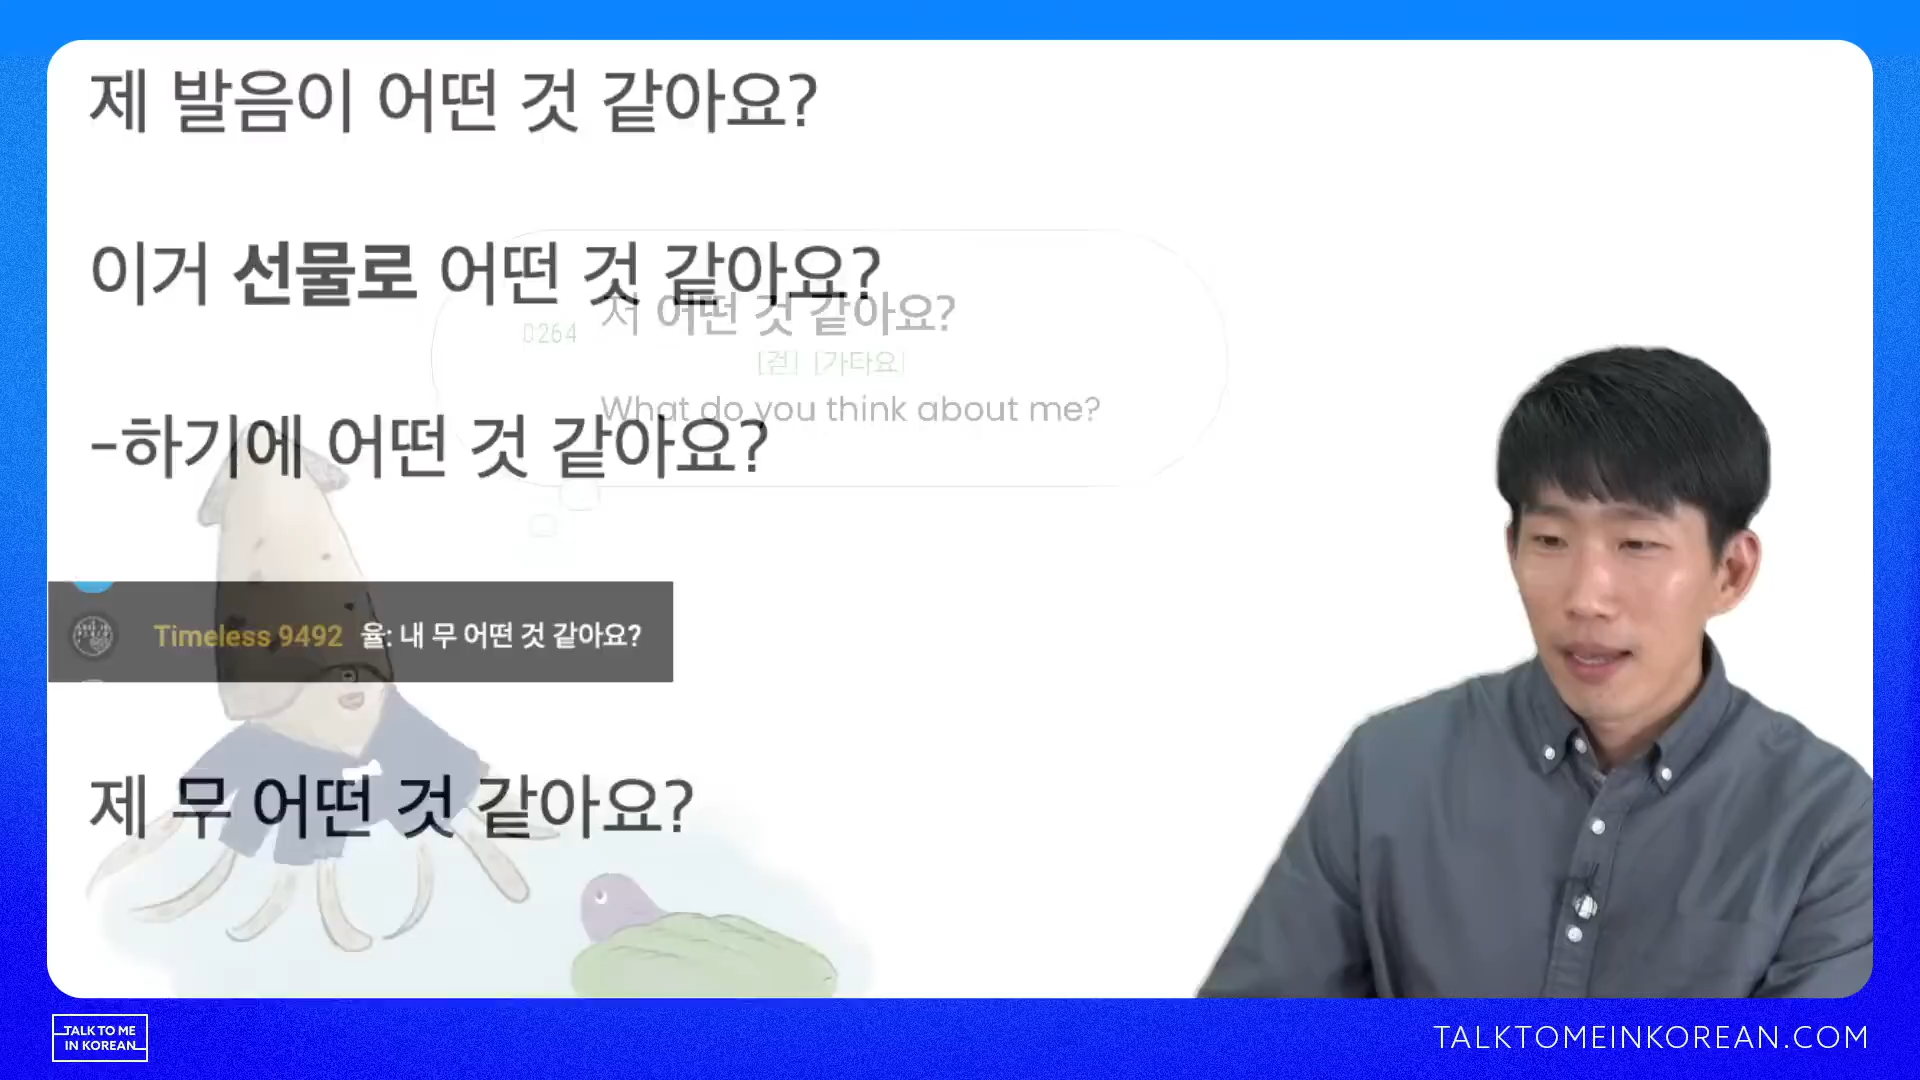 제 발음이 어떤 것 같아요?
이거 선물로 어떤 것 같아요?
0264 저 어떤 것 같아요?
[걷] [가타요]
What do you think about me?
-하기에 어떤 것 같아요?
Timeless 9492 율: 내 무 어떤 것 같아요?
제 무 어떤 것 같아요?
TALK TO ME
IN KOREAN
TALKTOMEINKOREAN.COM